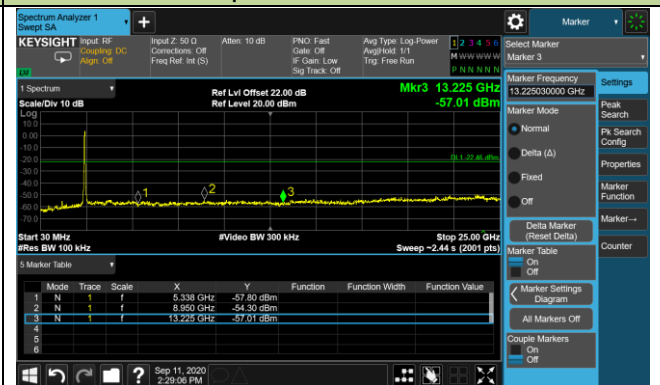 Spectrum Analyzer 1
Swept SA
Marker
KEYSIGHT
Input: RF
Coupling: DC
Align: Off
Input Z: 50 Ω
Corrections: Off
Freq Ref: Int (S)
Atten: 10 dB
PNO: Fast
Gate: Off
IF Gain: Low
Sig Track: Off
Avg Type: Log-Power
Avg|Hold: 1/1
Trig: Free Run
1 2 3 4 5 6
M W W W W W
P N N N N N
LV
Select Marker
Marker 3
Marker Frequency
13.225030000 GHz
Marker Mode
Normal
Delta (Δ)
Fixed
Off
Delta Marker
(Reset Delta)
Marker Table
On
Off
Marker Settings
Diagram
All Markers Off
Couple Markers
On
Off
Settings
Peak
Search
Pk Search
Config
Properties
Marker
Function
Marker→
Counter
1 Spectrum
Scale/Div 10 dB
Ref Lvl Offset 22.00 dB
Ref Level 20.00 dBm
Mkr3 13.225 GHz
-57.01 dBm
Log
10.0
0.00
-10.0
-20.0
-30.0
-40.0
-50.0
-60.0
-70.0
DL1 -22.46 dBm
1
2
3
Start 30 MHz
#Res BW 100 kHz
#Video BW 300 kHz
Stop 25.00 GHz
Sweep ~2.44 s (2001 pts)
5 Marker Table
Mode Trace Scale X Y Function Function Width Function Value
1 N 1 f 5.338 GHz -57.80 dBm
2 N 1 f 8.950 GHz -54.30 dBm
3 N 1 f 13.225 GHz -57.01 dBm
4
5
6
Sep 11, 2020
2:29:06 PM